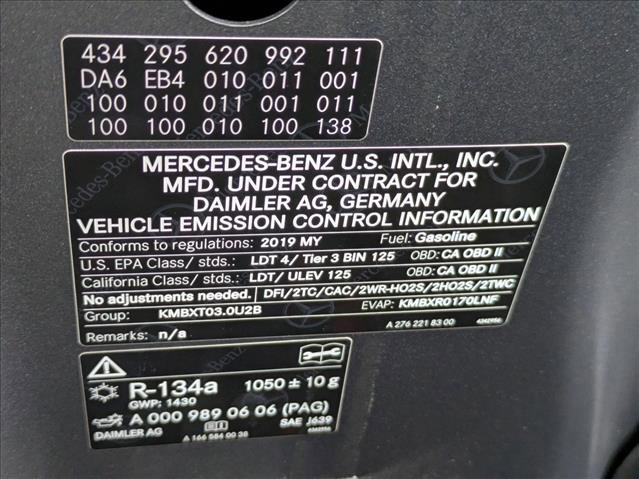 434 295 620 992 111
DA6 EB4 010 011 001
100 010 011 001 011
100 100 010 100 138
MERCEDES-BENZ U.S. INTL., INC.
MFD. UNDER CONTRACT FOR
DAIMLER AG, GERMANY
VEHICLE EMISSION CONTROL INFORMATION
Conforms to regulations: 2019 MY Fuel: Gasoline
U.S. EPA Class/ stds.: LDT 4/ Tier 3 BIN 125 OBD: CA OBD II
California Class/ stds.: LDT/ ULEV 125 OBD: CA OBD II
No adjustments needed. DFI/2TC/CAC/2WR-HO2S/2HO2S/2TWC
Group: KMBXT03.0U2B EVAP: KMBXR0170LNF
Remarks: n/a A 276 221 83 00
R-134a 1050 ± 10 g
GWP: 1430
A 000 989 06 06 (PAG)
DAIMLER AG A 166 584 00 38 SAE J639